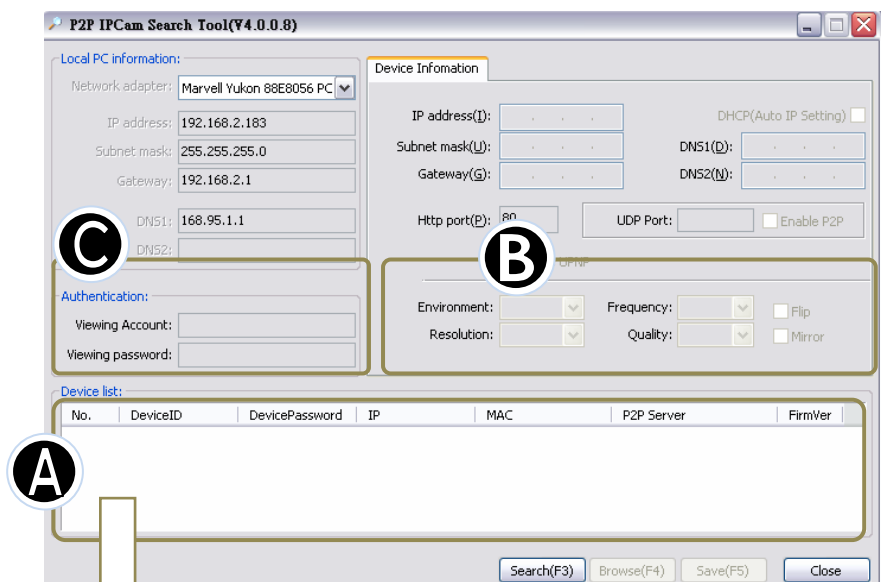 P2P IPCam Search Tool(V4.0.0.8)
Local PC information:
Network adapter: Marvell Yukon 88E8056 PC
IP address: 192.168.2.183
Subnet mask: 255.255.255.0
Gateway: 192.168.2.1
DNS1: 168.95.1.1
DNS2:
C
Authentication:
Viewing Account:
Viewing password:
Device Infomation
IP address(I): DHCP(Auto IP Setting)
Subnet mask(U): DNS1(D):
Gateway(G): DNS2(N):
Http port(P): 80 UDP Port: Enable P2P
B
UPNP
Environment: Frequency: Flip
Resolution: Quality: Mirror
Device list:
No. DeviceID DevicePassword IP MAC P2P Server FirmVer
A
Search(F3) Browse(F4) Save(F5) Close